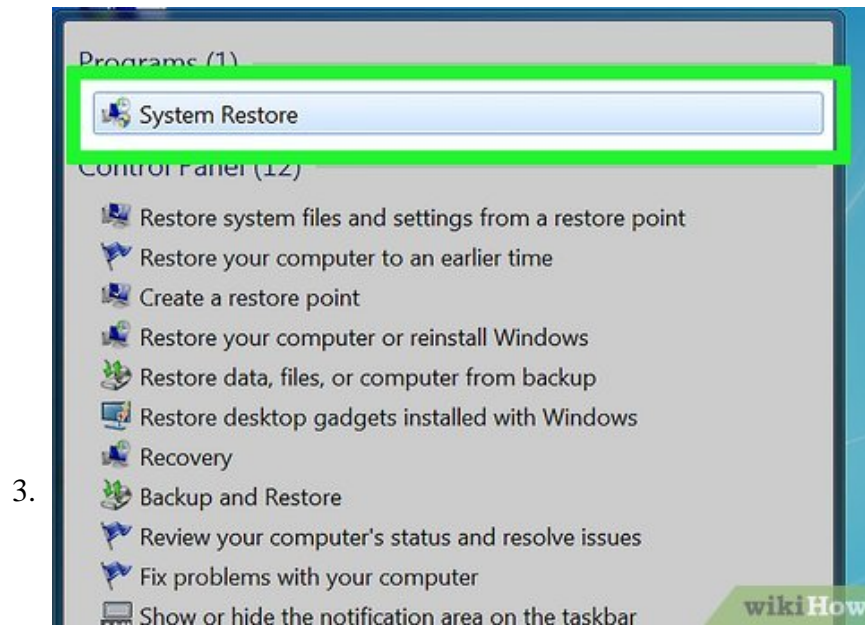 Programs (1)
System Restore
Control Panel (12)
Restore system files and settings from a restore point
Restore your computer to an earlier time
Create a restore point
Restore your computer or reinstall Windows
Restore data, files, or computer from backup
Restore desktop gadgets installed with Windows
Recovery
3.
Backup and Restore
Review your computer's status and resolve issues
Fix problems with your computer
Show or hide the notification area on the taskbar
wikiHow